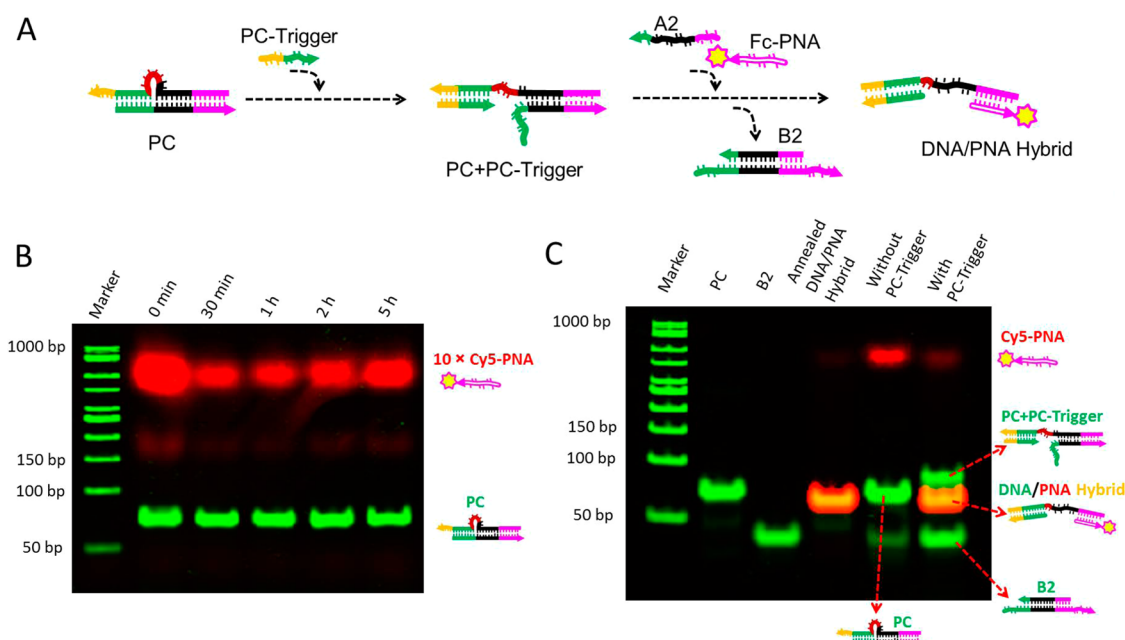 A
PC-Trigger
A2
Fc-PNA
PC
PC+PC-Trigger
B2
DNA/PNA Hybrid
B
Marker
0 min
30 min
1 h
2 h
5 h
1000 bp
150 bp
100 bp
50 bp
10 × Cy5-PNA
PC
C
Marker
PC
B2
Annealed
DNA/PNA
Hybrid
Without
PC-Trigger
With
PC-Trigger
1000 bp
150 bp
100 bp
50 bp
Cy5-PNA
PC+PC-Trigger
DNA/PNA Hybrid
B2
PC